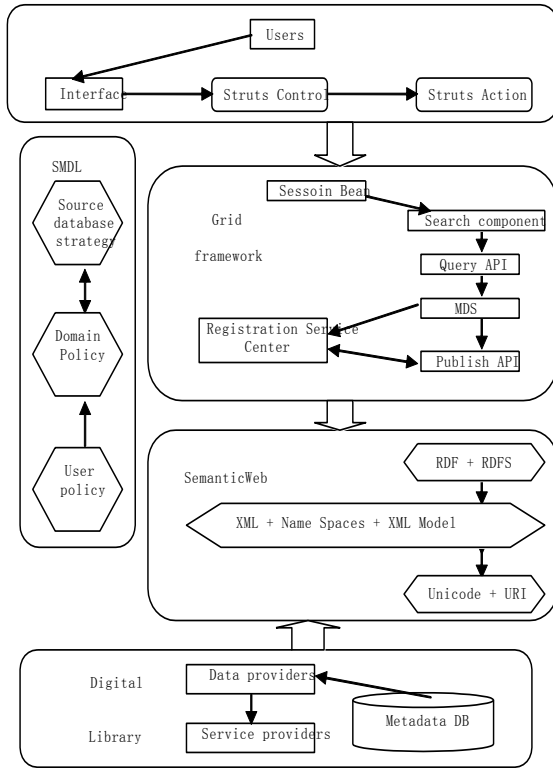 Users
Interface
Struts Control
Struts Action
SMDL
Source
database
strategy
Domain
Policy
User
policy
Sessoin Bean
Grid
framework
Search component
Query API
MDS
Registration Service
Center
Publish API
SemanticWeb
RDF + RDFS
XML + Name Spaces + XML Model
Unicode + URI
Digital
Library
Data providers
Service providers
Metadata DB